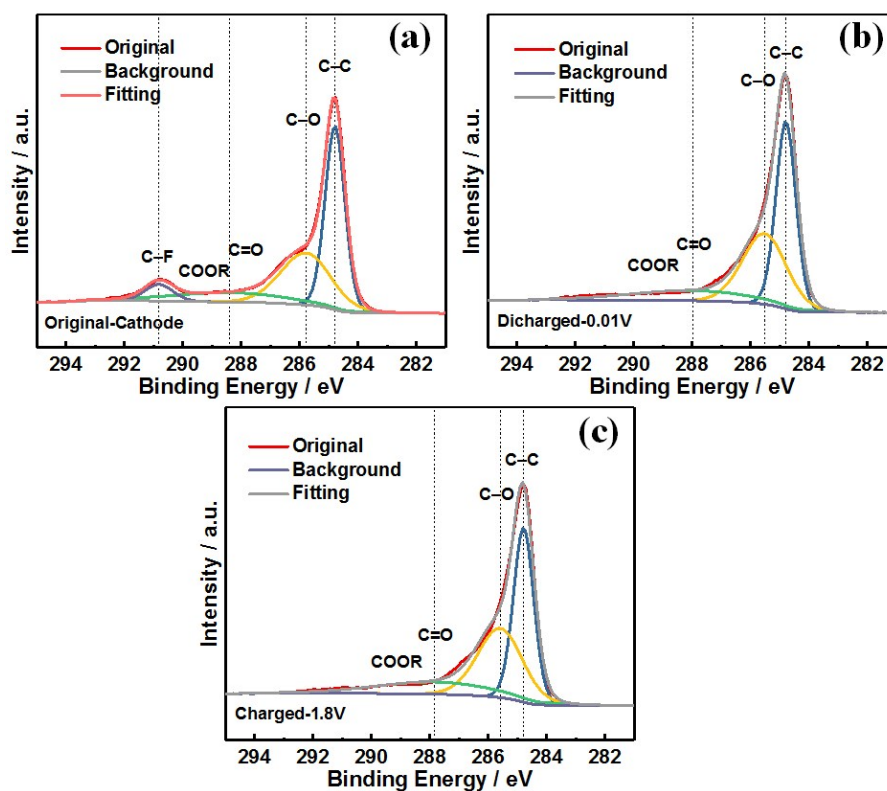 (a)
Original
Background
Fitting
C–C
C–O
C–F
COOR
C=O
Original-Cathode
Intensity / a.u.
294 292 290 288 286 284 282
Binding Energy / eV
(b)
Original
Background
Fitting
C–C
C–O
C=O
COOR
Dicharged-0.01V
Intensity / a.u.
294 292 290 288 286 284 282
Binding Energy / eV
(c)
Original
Background
Fitting
C–C
C–O
C=O
COOR
Charged-1.8V
Intensity / a.u.
294 292 290 288 286 284 282
Binding Energy / eV